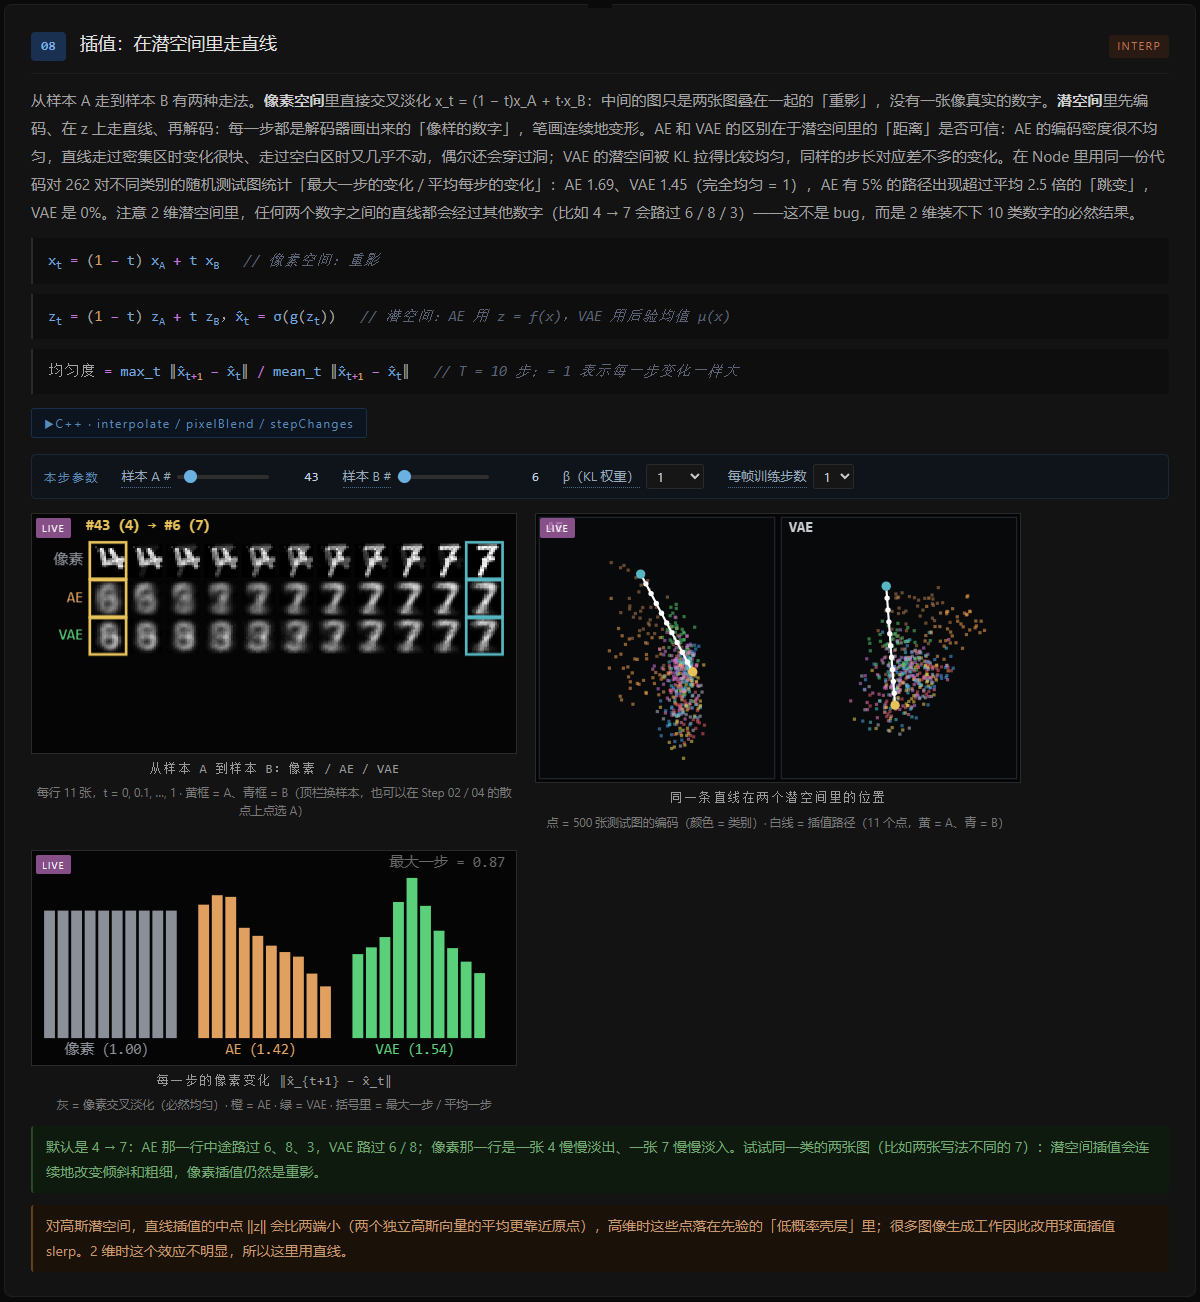 08 插值：在潜空间里走直线 INTERP
从样本 A 走到样本 B 有两种走法。像素空间里直接交叉淡化 x_t = (1 − t)x_A + t·x_B：中间的图只是两张图叠在一起的「重影」，没有一张像真实的数字。潜空间里先编
码、在 z 上走直线、再解码：每一步都是解码器画出来的「像样的数字」，笔画连续地变形。AE 和 VAE 的区别在于潜空间里的「距离」是否可信：AE 的编码密度很不均
匀，直线走过密集区时变化很快、走过空白区时又几乎不动，偶尔还会穿过洞；VAE 的潜空间被 KL 拉得比较均匀，同样的步长对应差不多的变化。在 Node 里用同一份代
码对 262 对不同类别的随机测试图统计「最大一步的变化 / 平均每步的变化」：AE 1.69、VAE 1.45（完全均匀 = 1），AE 有 5% 的路径出现超过平均 2.5 倍的「跳变」，
VAE 是 0%。注意 2 维潜空间里，任何两个数字之间的直线都会经过其他数字（比如 4 → 7 会路过 6 / 8 / 3）——这不是 bug，而是 2 维装不下 10 类数字的必然结果。
x_t = (1 − t) x_A + t x_B // 像素空间：重影
z_t = (1 − t) z_A + t z_B，x̂_t = σ(g(z_t)) // 潜空间：AE 用 z = f(x)，VAE 用后验均值 μ(x)
均匀度 = max_t ‖x̂_t+1 − x̂_t‖ / mean_t ‖x̂_t+1 − x̂_t‖ // T = 10 步；= 1 表示每一步变化一样大
▶C++ · interpolate / pixelBlend / stepChanges
本步参数 样本 A # 43 样本 B # 6 β（KL 权重） 1 每帧训练步数 1
LIVE #43 (4) → #6 (7)
像素
AE
VAE
从样本 A 到样本 B：像素 / AE / VAE
每行 11 张，t = 0, 0.1, ..., 1 · 黄框 = A、青框 = B（顶栏换样本，也可以在 Step 02 / 04 的散
点上点选 A）
LIVE VAE
同一条直线在两个潜空间里的位置
点 = 500 张测试图的编码（颜色 = 类别）· 白线 = 插值路径（11 个点，黄 = A、青 = B）
LIVE 最大一步 = 0.87
像素 (1.00) AE (1.42) VAE (1.54)
每一步的像素变化 ‖x̂_{t+1} − x̂_t‖
灰 = 像素交叉淡化（必然均匀）· 橙 = AE · 绿 = VAE · 括号里 = 最大一步 / 平均一步
默认是 4 → 7：AE 那一行中途路过 6、8、3，VAE 路过 6 / 8；像素那一行是一张 4 慢慢淡出、一张 7 慢慢淡入。试试同一类的两张图（比如两张写法不同的 7）：潜空间插值会连
续地改变倾斜和粗细，像素插值仍然是重影。
对高斯潜空间，直线插值的中点 ‖z‖ 会比两端小（两个独立高斯向量的平均更靠近原点），高维时这些点落在先验的「低概率壳层」里；很多图像生成工作因此改用球面插值
slerp。2 维时这个效应不明显，所以这里用直线。